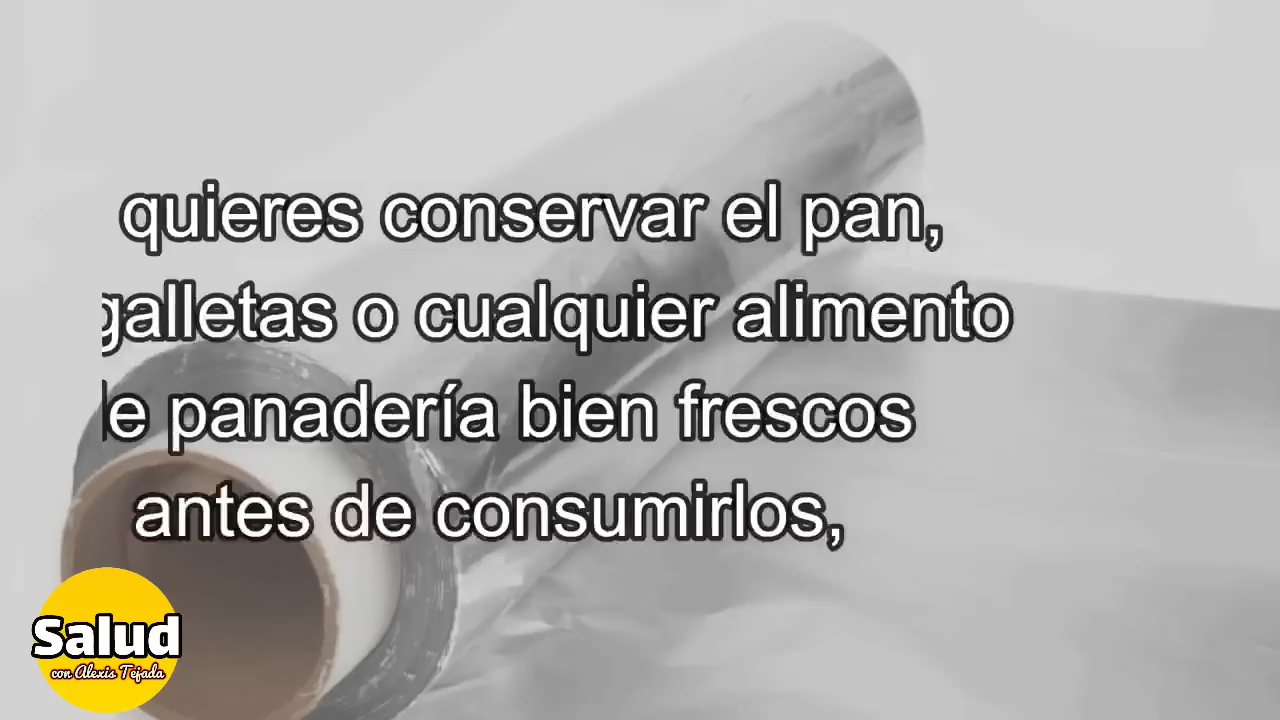 quieres conservar el pan,
galletas o cualquier alimento
panadería bien frescos
antes de consumirlos,
Salud
con Alexis Tejada